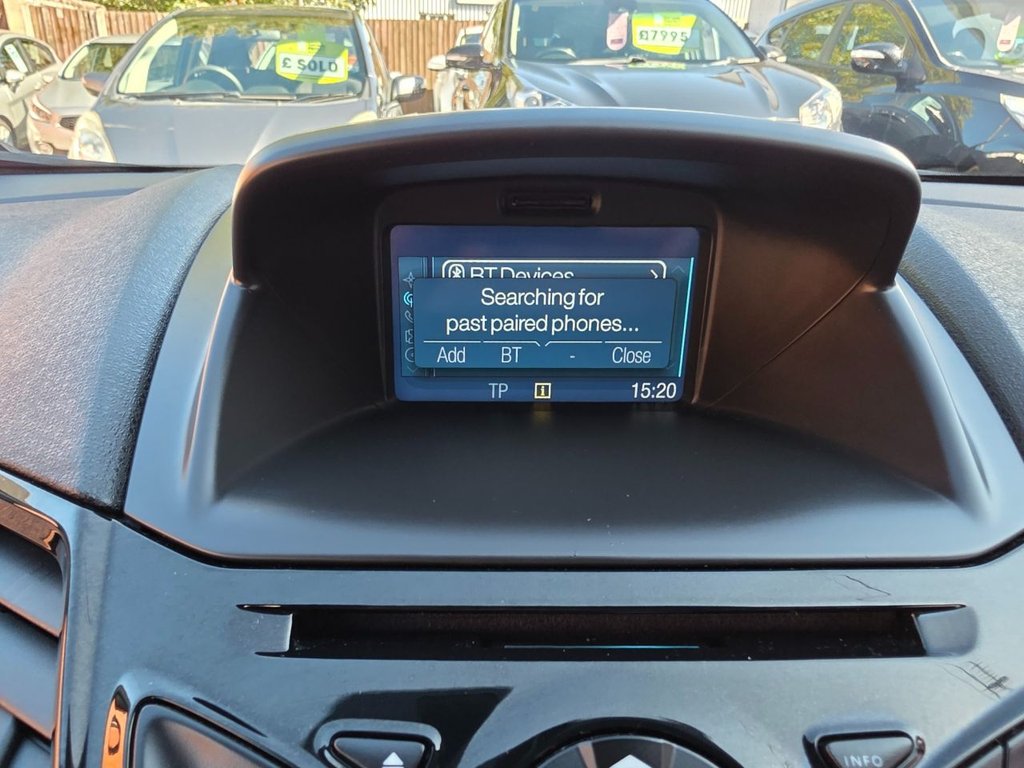 £ SOLD
£7995
BT Devices
Searching for
past paired phones...
Add BT - Close
TP i 15:20
INFO